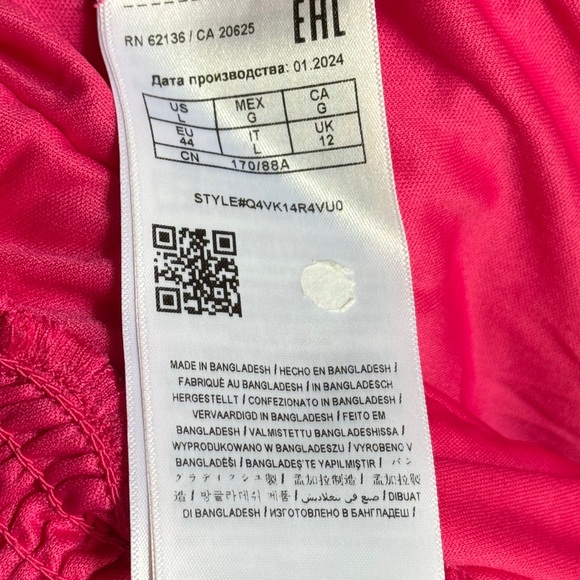 EAC
RN 62136 / CA 20625
Дата производства: 01.2024
US L MEX G CA G
EU 44 IT L UK 12
CN 170/88A
STYLE#Q4VK14R4VU0
MADE IN BANGLADESH / HECHO EN BANGLADESH /
FABRIQUÉ AU BANGLADESH / IN BANGLADESCH
HERGESTELLT / CONFEZIONATO IN BANGLADESH /
VERVAARDIGD IN BANGLADESH / FEITO EM
BANGLADESH / VALMISTETTU BANGLADESHISSA /
WYPRODUKOWANO W BANGLADESZU / VYROBENO V
BANGLADÉŠI / BANGLADEŞ'TE YAPILMIŞTIR / バン
グラディッシュ製 / 孟加拉制造 / 孟加拉製
造 / 방글라데쉬 제품 / صنع في بنغلاديش / DIBUAT
DI BANGLADESH / ИЗГОТОВЛЕНО В БАНГЛАДЕШ /